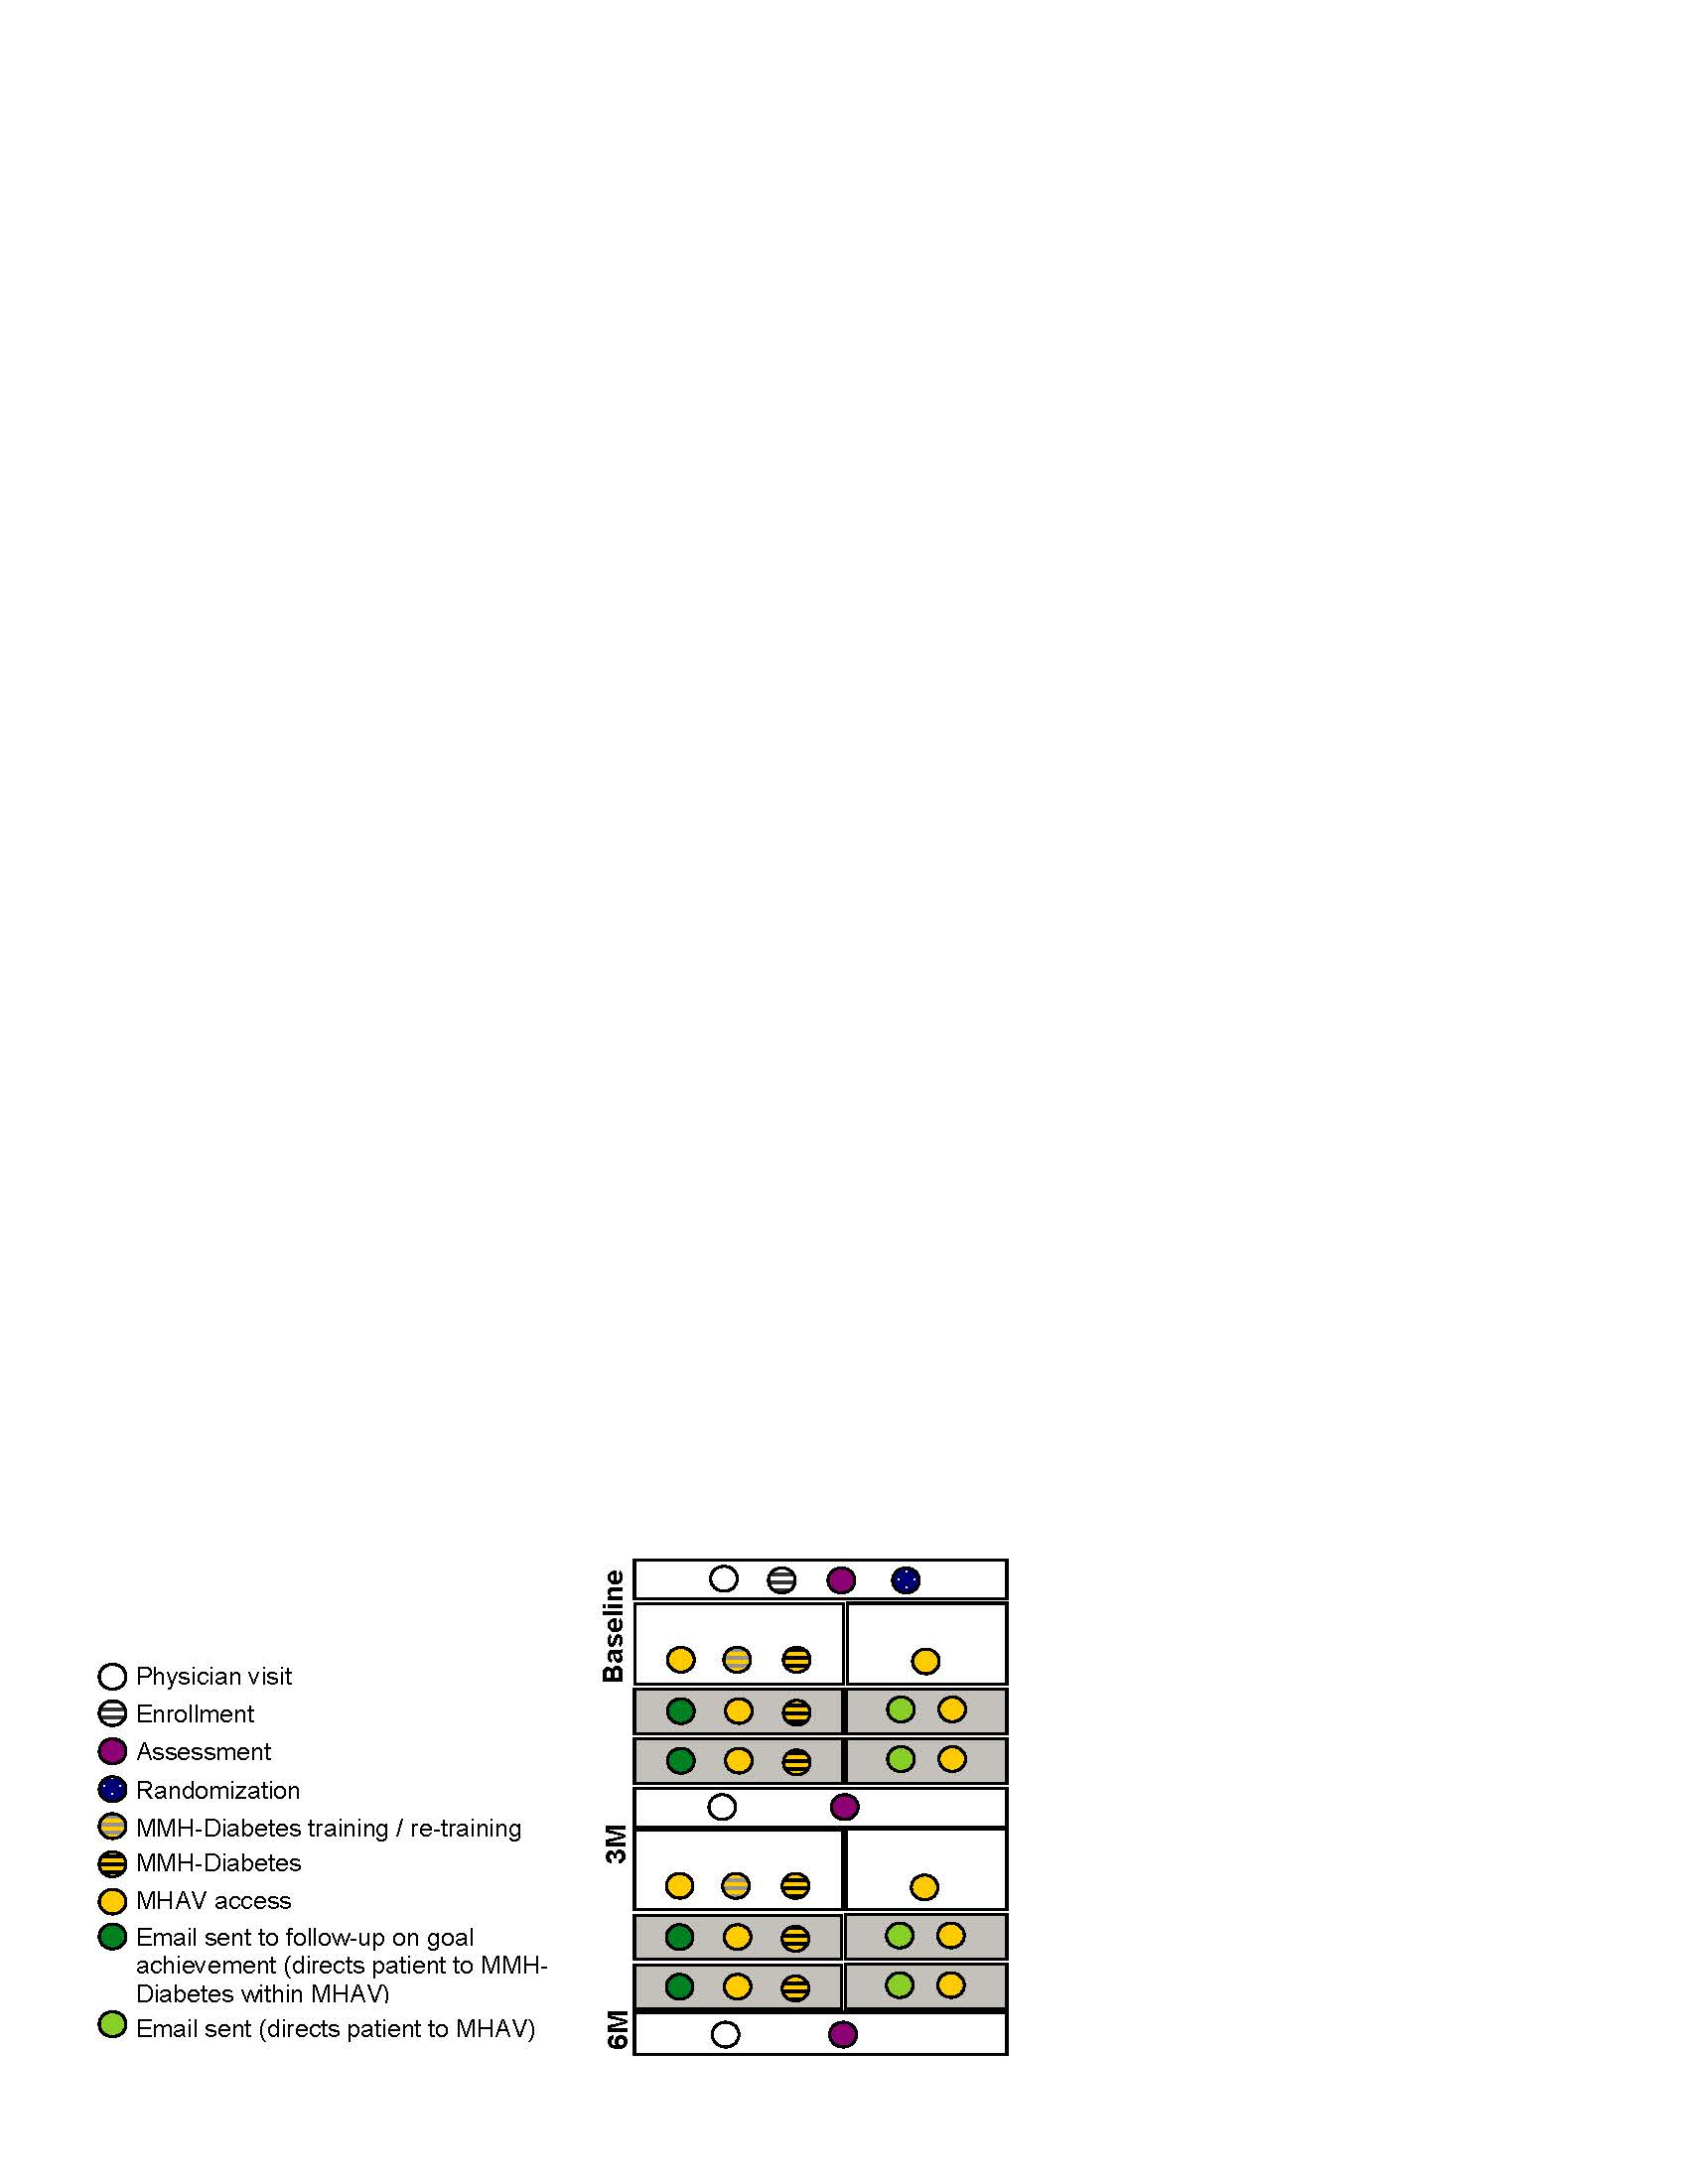 Physician visit
Enrollment
Assessment
Randomization
MMH-Diabetes training / re-training
MMH-Diabetes
MHAV access
Email sent to follow-up on goal
achievement (directs patient to MMH-
Diabetes within MHAV)
Email sent (directs patient to MHAV)
Baseline
3M
6M